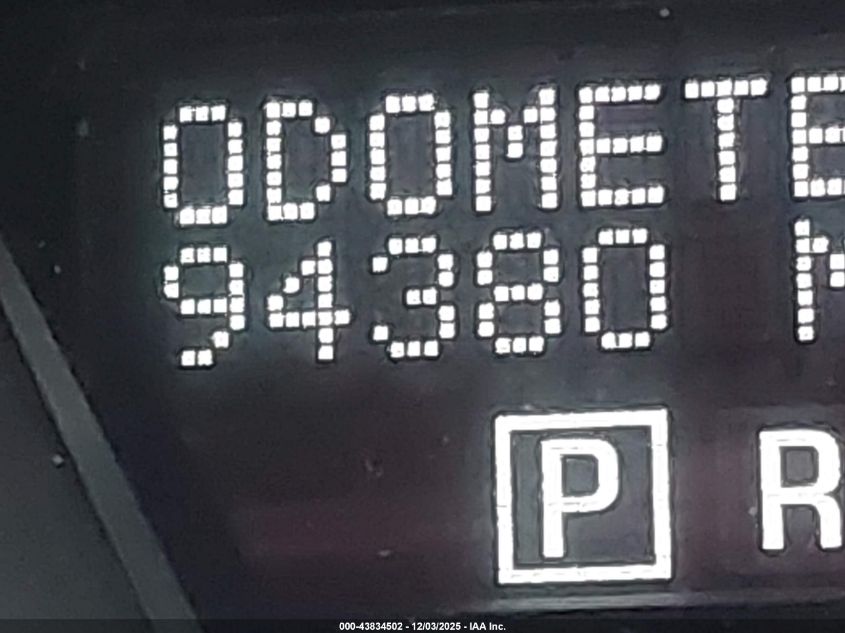 ODOMETE
94380 M
P R
000-43834502 - 12/03/2025 - IAA Inc.